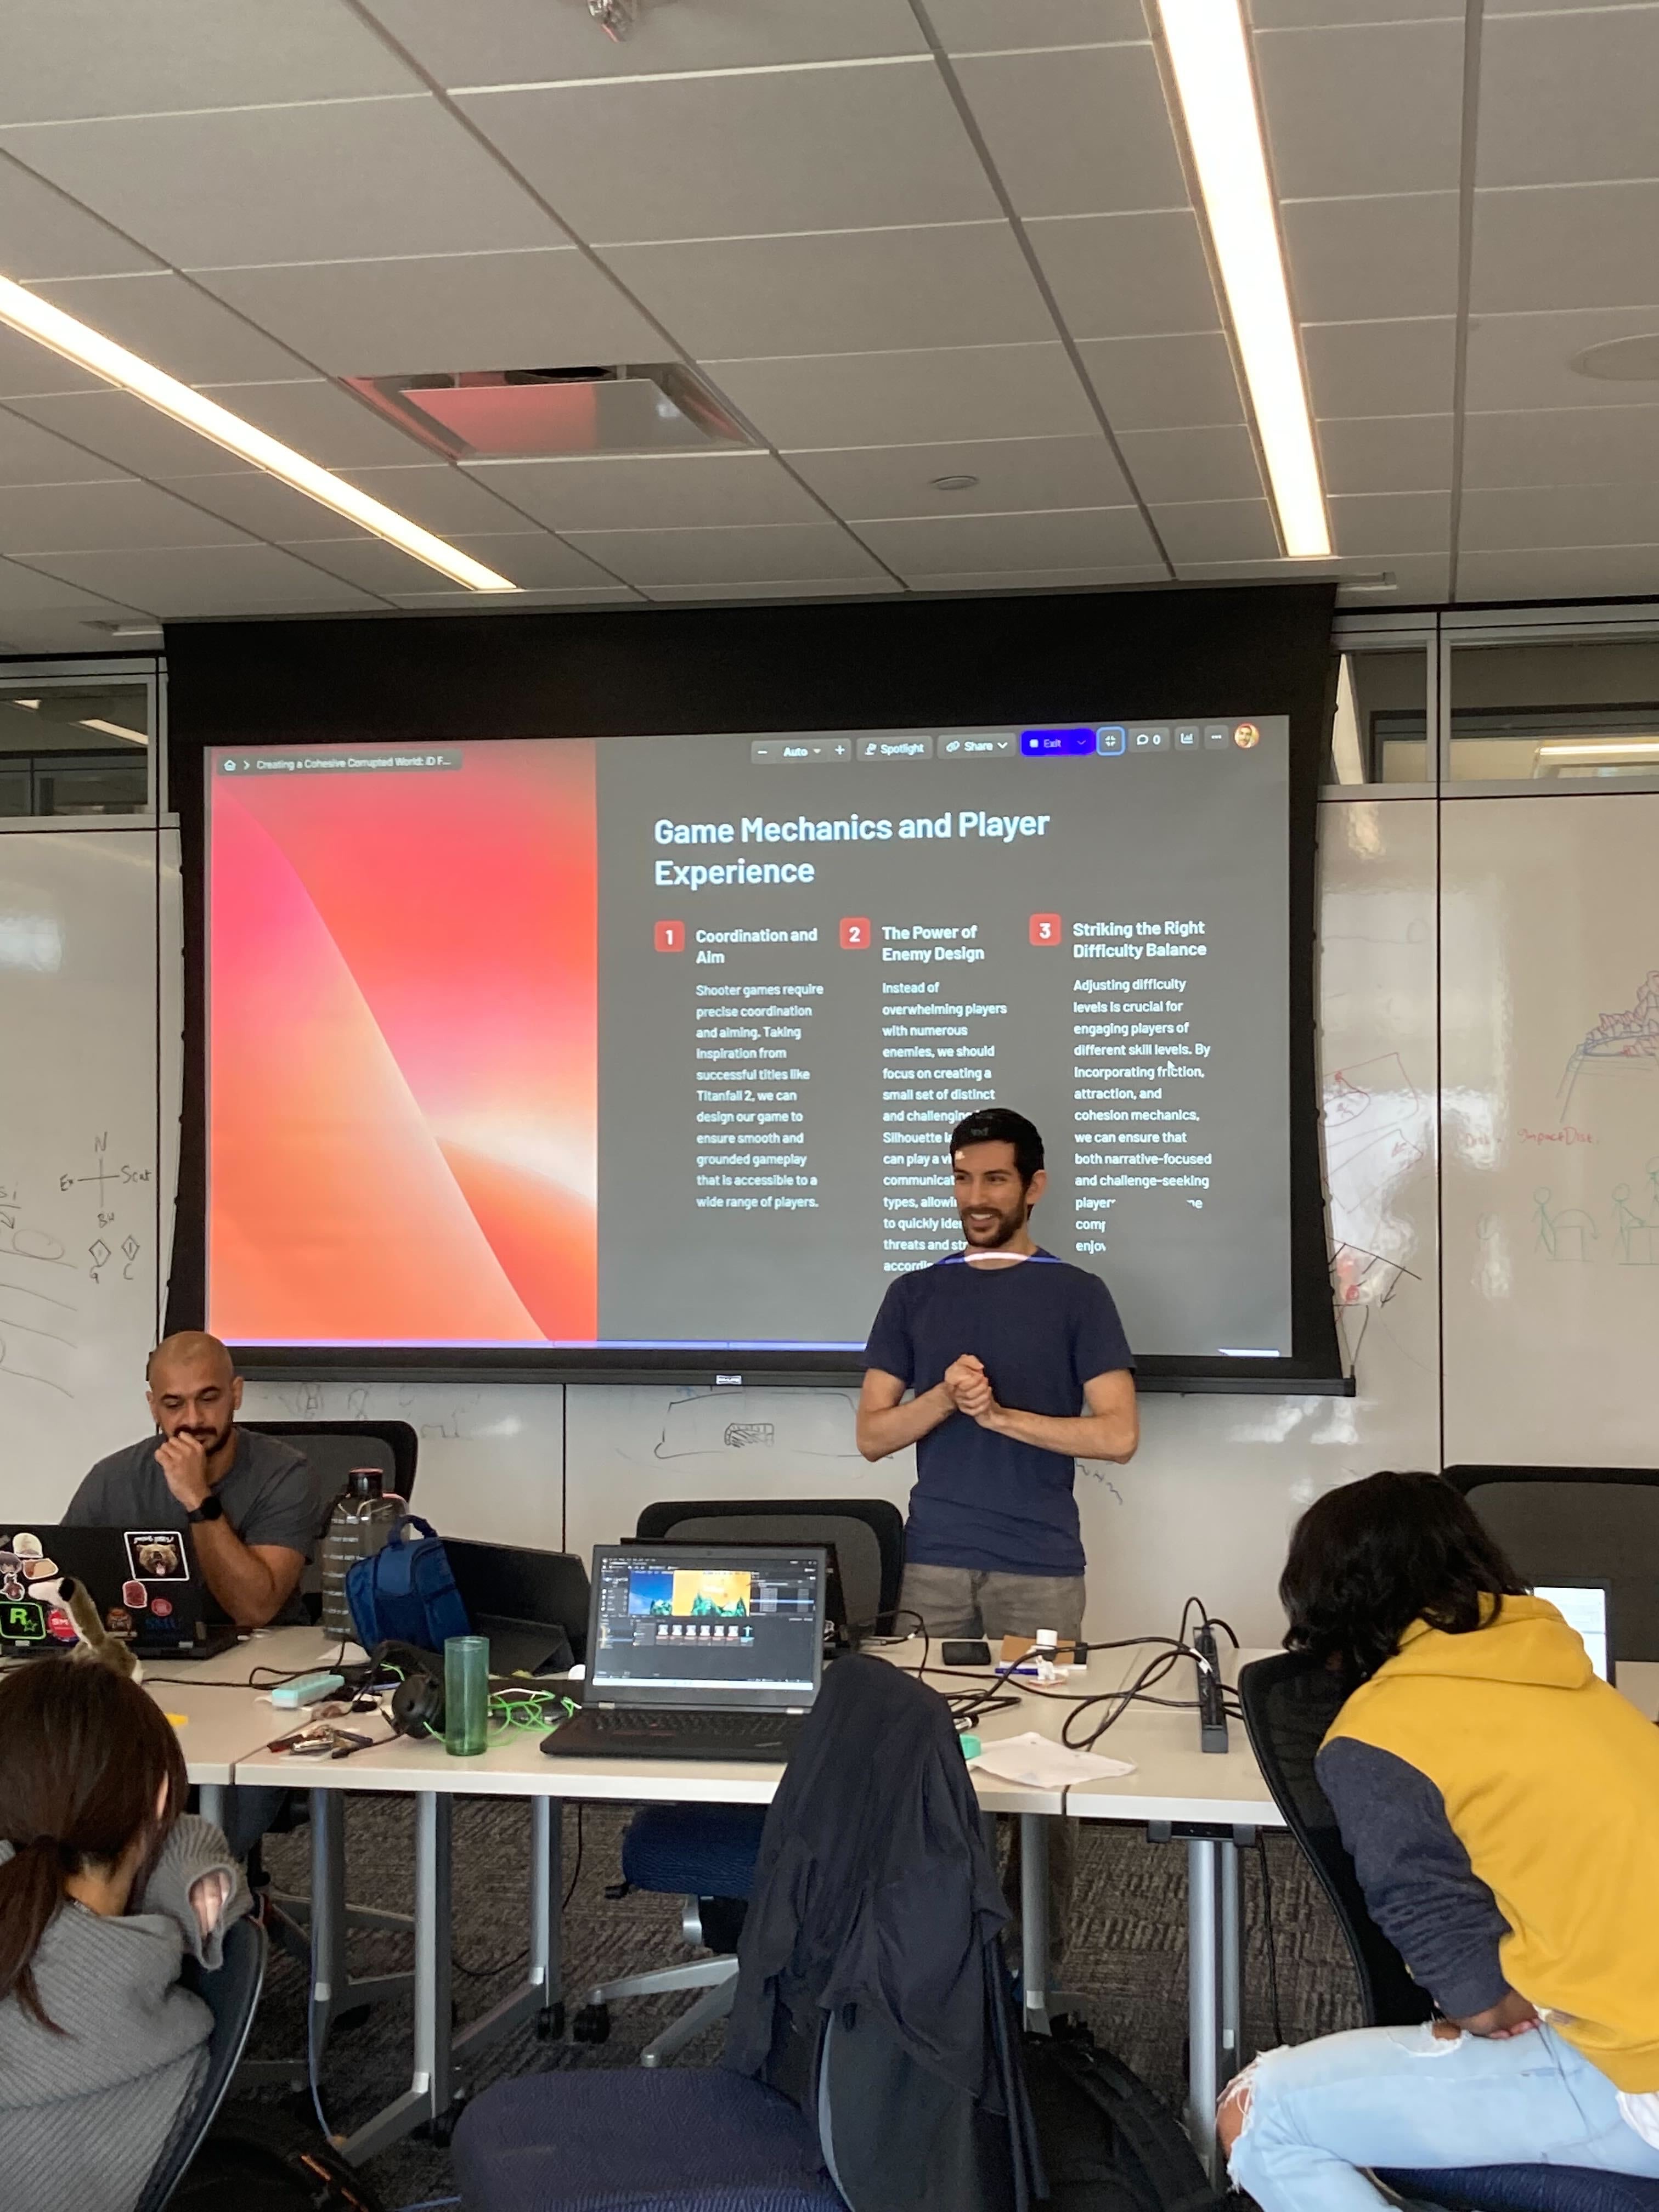 Creating a Cohesive Corrupted World: iD F...
− Auto + Spotlight Share Exit 0 ...
Game Mechanics and Player
Experience
1
Coordination and
Aim
Shooter games require
precise coordination
and aiming. Taking
inspiration from
successful titles like
Titanfall 2, we can
design our game to
ensure smooth and
grounded gameplay
that is accessible to a
wide range of players.
2
The Power of
Enemy Design
Instead of
overwhelming players
with numerous
enemies, we should
focus on creating a
small set of distinct
and challenging
Silhouette
can play a
types,
to quickly
threats and
3
Striking the Right
Difficulty Balance
Adjusting difficulty
levels is crucial for
engaging players of
different skill levels. By
incorporating friction,
attraction, and
cohesion mechanics,
we can ensure that
both narrative-focused
and challenge-seeking
N
Ex
G C
R